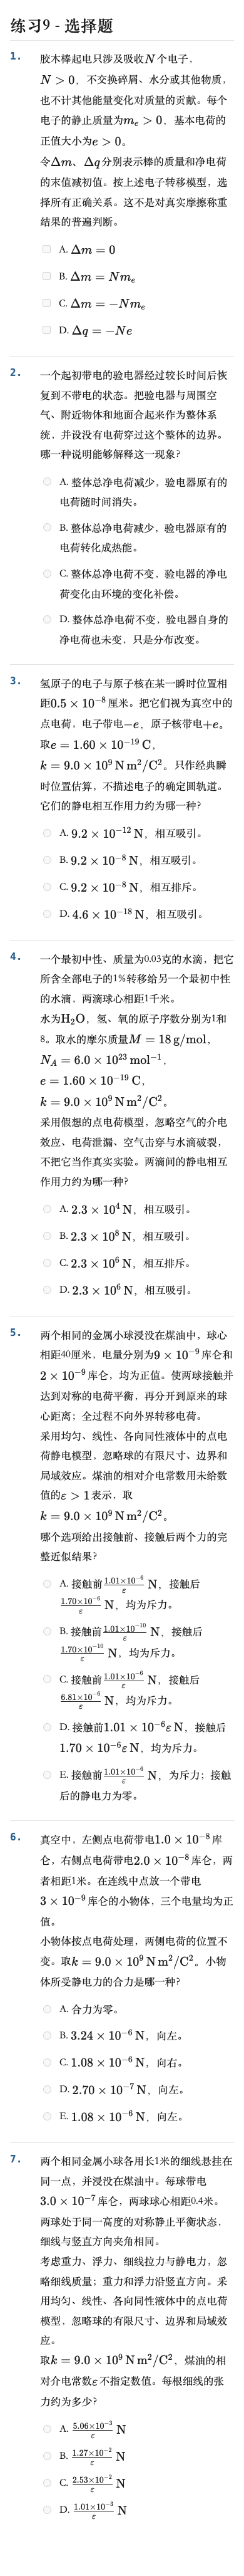 练习9 - 选择题
1.
胶木棒起电只涉及吸收N个电子，
N > 0，不交换碎屑、水分或其他物质，
也不计其他能量变化对质量的贡献。每个
电子的静止质量为mₑ > 0，基本电荷的
正值大小为e > 0。
令Δm、Δq分别表示棒的质量和净电荷
的末值减初值。按上述电子转移模型，选
择所有正确关系。这不是对真实摩擦称重
结果的普遍判断。
A. Δm = 0
B. Δm = Nmₑ
C. Δm = −Nmₑ
D. Δq = −Ne
2.
一个起初带电的验电器经过较长时间后恢
复到不带电的状态。把验电器与周围空
气、附近物体和地面合起来作为整体系
统，并设没有电荷穿过这个整体的边界。
哪一种说明能够解释这一现象？
A. 整体总净电荷减少，验电器原有的
电荷随时间消失。
B. 整体总净电荷减少，验电器原有的
电荷转化成热能。
C. 整体总净电荷不变，验电器的净电
荷变化由环境的变化补偿。
D. 整体总净电荷不变，验电器自身的
净电荷也未变，只是分布改变。
3.
氢原子的电子与原子核在某一瞬时位置相
距0.5 × 10⁻⁸ 厘米。把它们视为真空中的
点电荷，电子带电−e，原子核带电+e。
取e = 1.60 × 10⁻¹⁹ C，
k = 9.0 × 10⁹ N m²/C²。只作经典瞬
时位置估算，不描述电子的确定圆轨道。
它们的静电相互作用力约为哪一种？
A. 9.2 × 10⁻¹² N，相互吸引。
B. 9.2 × 10⁻⁸ N，相互吸引。
C. 9.2 × 10⁻⁸ N，相互排斥。
D. 4.6 × 10⁻¹⁸ N，相互吸引。
4.
一个最初中性、质量为0.03克的水滴，把它
所含全部电子的1%转移给另一个最初中性
的水滴，两滴球心相距1千米。
水为H₂O，氢、氧的原子序数分别为1和
8。取水的摩尔质量M = 18 g/mol，
N_A = 6.0 × 10²³ mol⁻¹，
e = 1.60 × 10⁻¹⁹ C，
k = 9.0 × 10⁹ N m²/C²。
采用假想的点电荷模型，忽略空气的介电
效应、电荷泄漏、空气击穿与水滴破裂，
不把它当作真实实验。两滴间的静电相互
作用力约为哪一种？
A. 2.3 × 10⁴ N，相互吸引。
B. 2.3 × 10⁸ N，相互吸引。
C. 2.3 × 10⁶ N，相互排斥。
D. 2.3 × 10⁶ N，相互吸引。
5.
两个相同的金属小球浸没在煤油中，球心
相距40厘米，电量分别为9 × 10⁻⁹ 库仑和
2 × 10⁻⁹ 库仑，均为正值。使两球接触并
达到对称的电荷平衡，再分开到原来的球
心距离；全过程不向外界转移电荷。
采用均匀、线性、各向同性液体中的点电
荷静电模型，忽略球的有限尺寸、边界和
局域效应。煤油的相对介电常数用未给数
值的ε > 1表示，取
k = 9.0 × 10⁹ N m²/C²。
哪个选项给出接触前、接触后两个力的完
整近似结果？
A. 接触前 1.01×10⁻⁶/ε N，接触后
1.70×10⁻⁶/ε N，均为斥力。
B. 接触前 1.01×10⁻¹⁰/ε N，接触后
1.70×10⁻¹⁰/ε N，均为斥力。
C. 接触前 1.01×10⁻⁶/ε N，接触后
6.81×10⁻⁶/ε N，均为斥力。
D. 接触前1.01 × 10⁻⁶ε N，接触后
1.70 × 10⁻⁶ε N，均为斥力。
E. 接触前 1.01×10⁻⁶/ε N，为斥力；接触
后的静电力为零。
6.
真空中，左侧点电荷带电1.0 × 10⁻⁸ 库
仑，右侧点电荷带电2.0 × 10⁻⁸ 库仑，两
者相距1米。在连线中点放一个带电
3 × 10⁻⁹ 库仑的小物体，三个电量均为正
值。
小物体按点电荷处理，两侧电荷的位置不
变。取k = 9.0 × 10⁹ N m²/C²。小物
体所受静电力的合力是哪一种？
A. 合力为零。
B. 3.24 × 10⁻⁶ N，向左。
C. 1.08 × 10⁻⁶ N，向右。
D. 2.70 × 10⁻⁷ N，向左。
E. 1.08 × 10⁻⁶ N，向左。
7.
两个相同金属小球各用长1米的细线悬挂在
同一点，并浸没在煤油中。每球带电
3.0 × 10⁻⁷ 库仑，两球球心相距0.4米。
两球处于同一高度的对称静止平衡状态，
细线与竖直方向夹角相同。
考虑重力、浮力、细线拉力与静电力，忽
略细线质量；重力和浮力沿竖直方向。采
用均匀、线性、各向同性液体中的点电荷
模型，忽略球的有限尺寸、边界和局域效
应。
取k = 9.0 × 10⁹ N m²/C²，煤油的相
对介电常数ε不指定数值。每根细线的张
力约为多少？
A. 5.06×10⁻³/ε N
B. 1.27×10⁻²/ε N
C. 2.53×10⁻²/ε N
D. 1.01×10⁻³/ε N